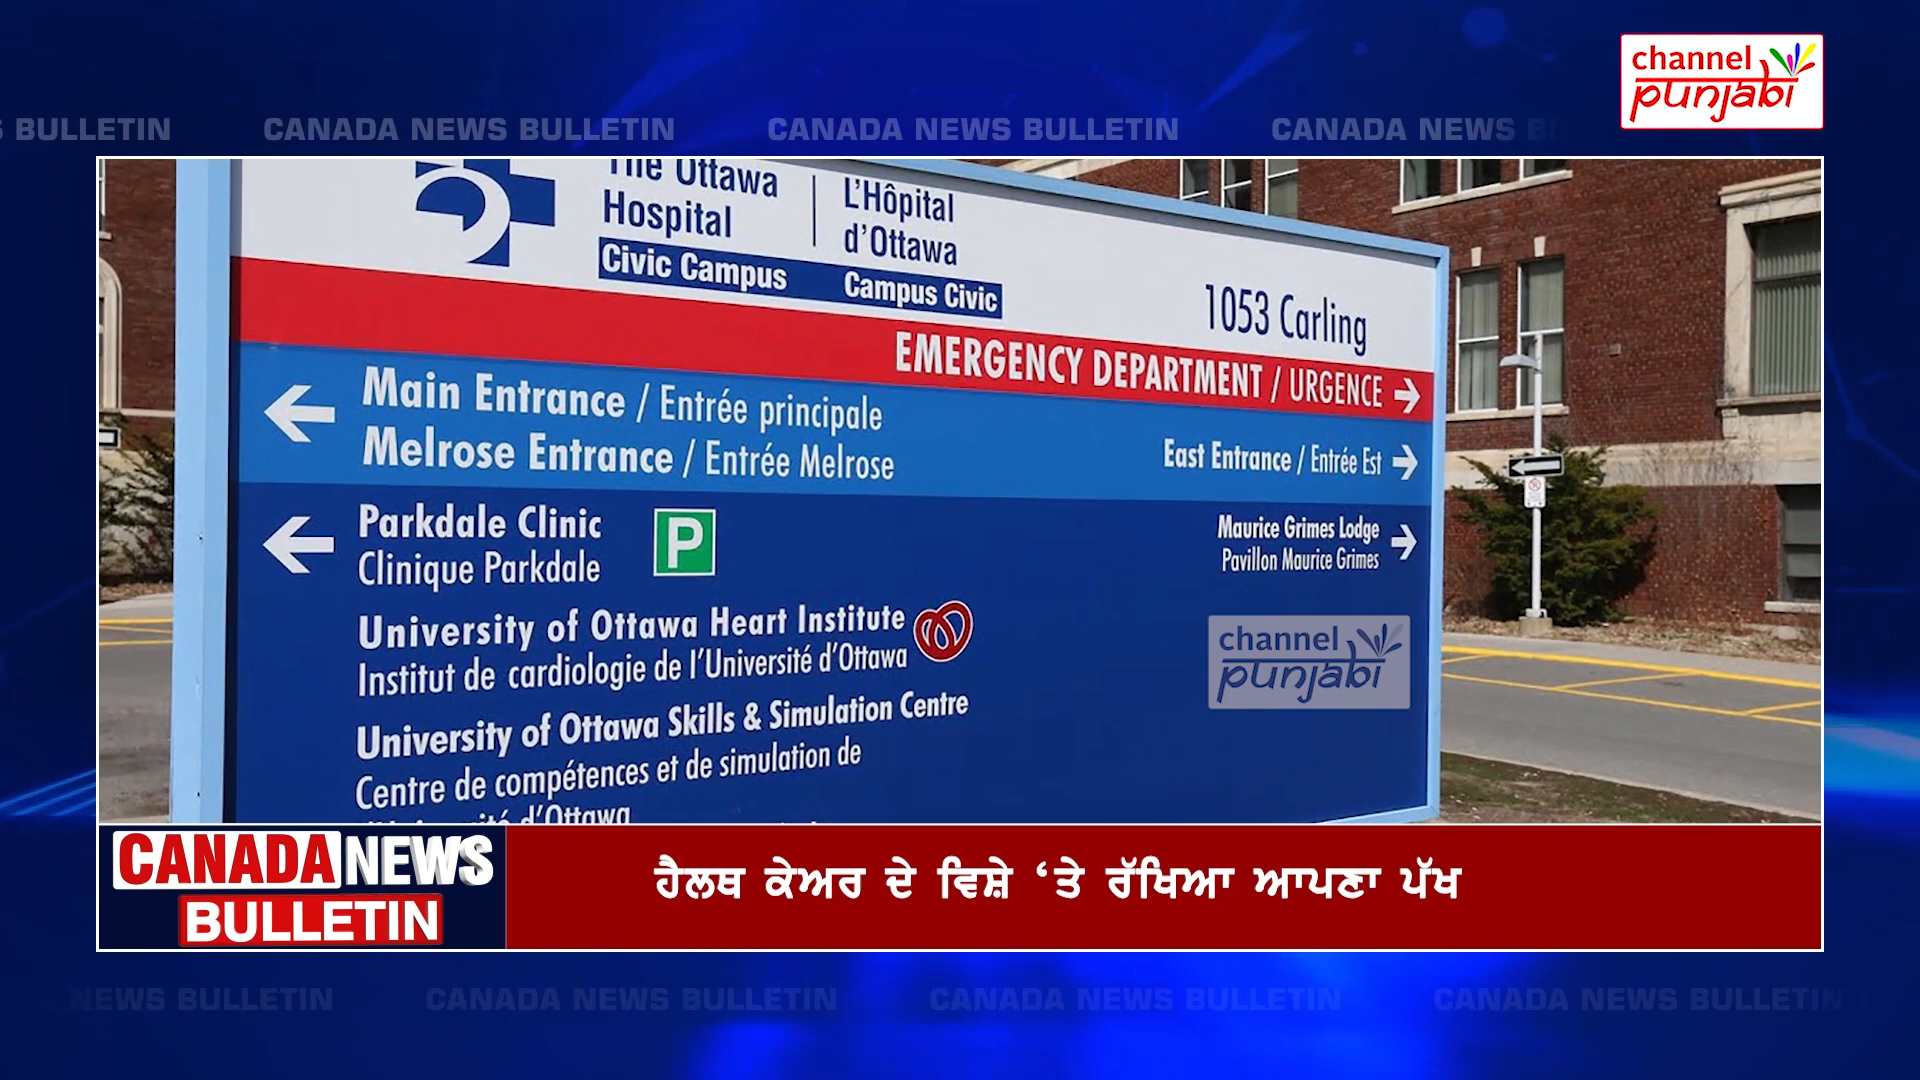 channel
punjabi
BULLETIN
CANADA NEWS BULLETIN
CANADA NEWS BULLETIN
CANADA NEWS
The Ottawa
Hospital
Civic Campus
L'Hôpital
d'Ottawa
Campus Civic
1053 Carling
EMERGENCY DEPARTMENT / URGENCE
Main Entrance / Entrée principale
Melrose Entrance / Entrée Melrose
East Entrance / Entrée Est
Parkdale Clinic
Clinique Parkdale
P
Maurice Grimes Lodge
Pavillon Maurice Grimes
University of Ottawa Heart Institute
Institut de cardiologie de l'Université d'Ottawa
channel
punjabi
University of Ottawa Skills & Simulation Centre
Centre de compétences et de simulation de
d'Ottawa
CANADA NEWS
BULLETIN
ਹੈਲਥ ਕੇਅਰ ਦੇ ਵਿਸ਼ੇ ‘ਤੇ ਰੱਖਿਆ ਆਪਣਾ ਪੱਖ
NEWS BULLETIN
CANADA NEWS BULLETIN
CANADA NEWS BULLETIN
CANADA NEWS BULLETIN